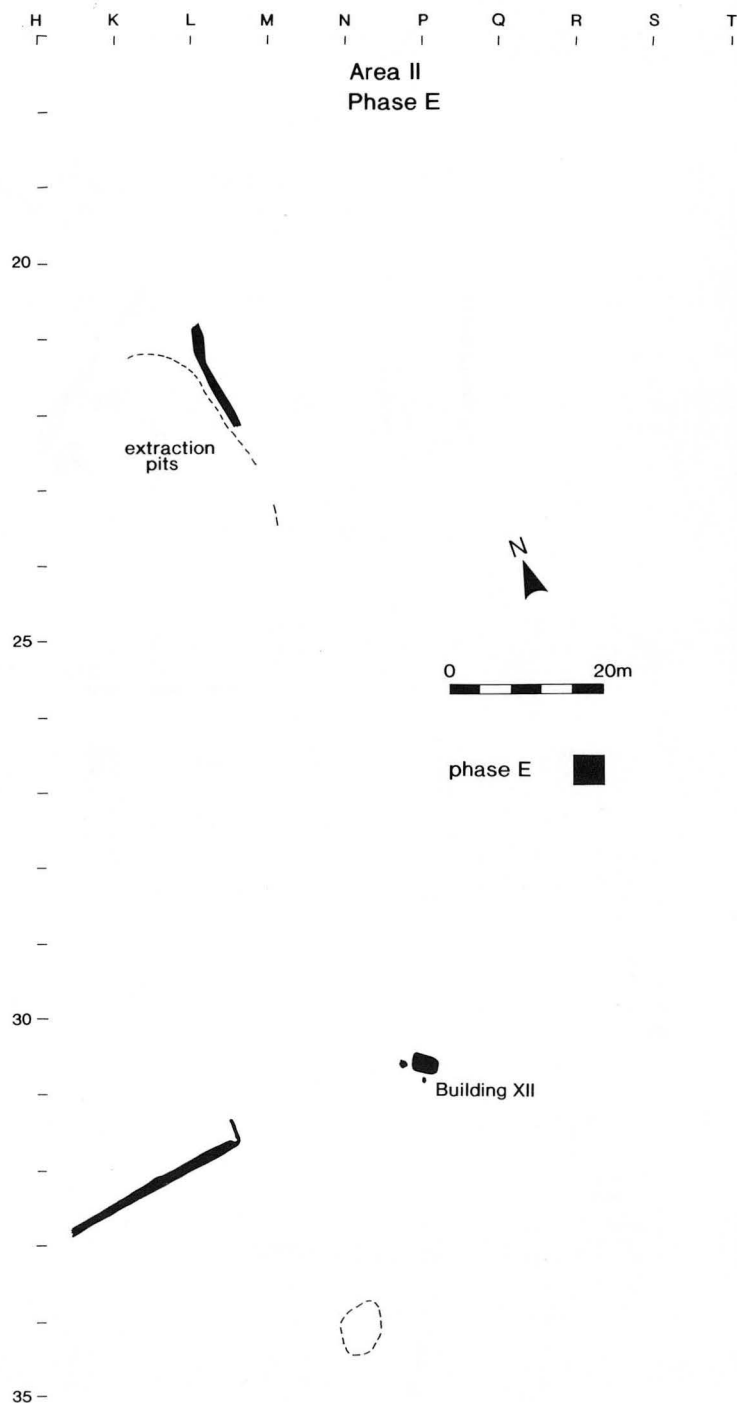 H K L M N P Q R S T
Area II
Phase E
20
extraction
pits
N
25
0 20m
phase E
30
Building XII
35